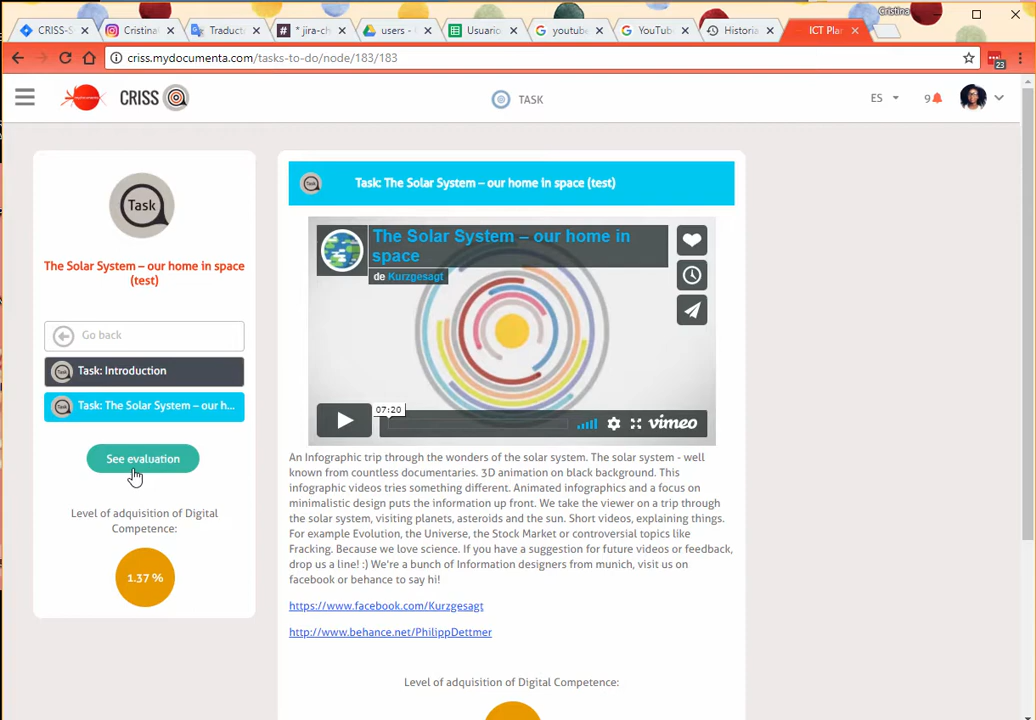 Cristina
CRISS-S
Cristina
Traduct
* jira-ch
users -
Usuario
youtube
YouTub
Historia
ICT Plan
criss.mydocumenta.com/tasks-to-do/node/183/183
23
CRISS
TASK
ES
9
Task
The Solar System – our home in space
(test)
Go back
Task: Introduction
Task: The Solar System – our h...
See evaluation
Level of adquisition of Digital
Competence:
1.37 %
Task: The Solar System – our home in space (test)
The Solar System – our home in
space
de Kurzgesagt
07:20
vimeo
An Infographic trip through the wonders of the solar system. The solar system - well
known from countless documentaries. 3D animation on black background. This
infographic videos tries something different. Animated infographics and a focus on
minimalistic design puts the information up front. We take the viewer on a trip through
the solar system, visiting planets, asteroids and the sun. Short videos, explaining things.
For example Evolution, the Universe, the Stock Market or controversial topics like
Fracking. Because we love science. If you have a suggestion for future videos or feedback,
drop us a line! :) We're a bunch of Information designers from munich, visit us on
facebook or behance to say hi!
https://www.facebook.com/Kurzgesagt
http://www.behance.net/PhilippDettmer
Level of adquisition of Digital Competence: